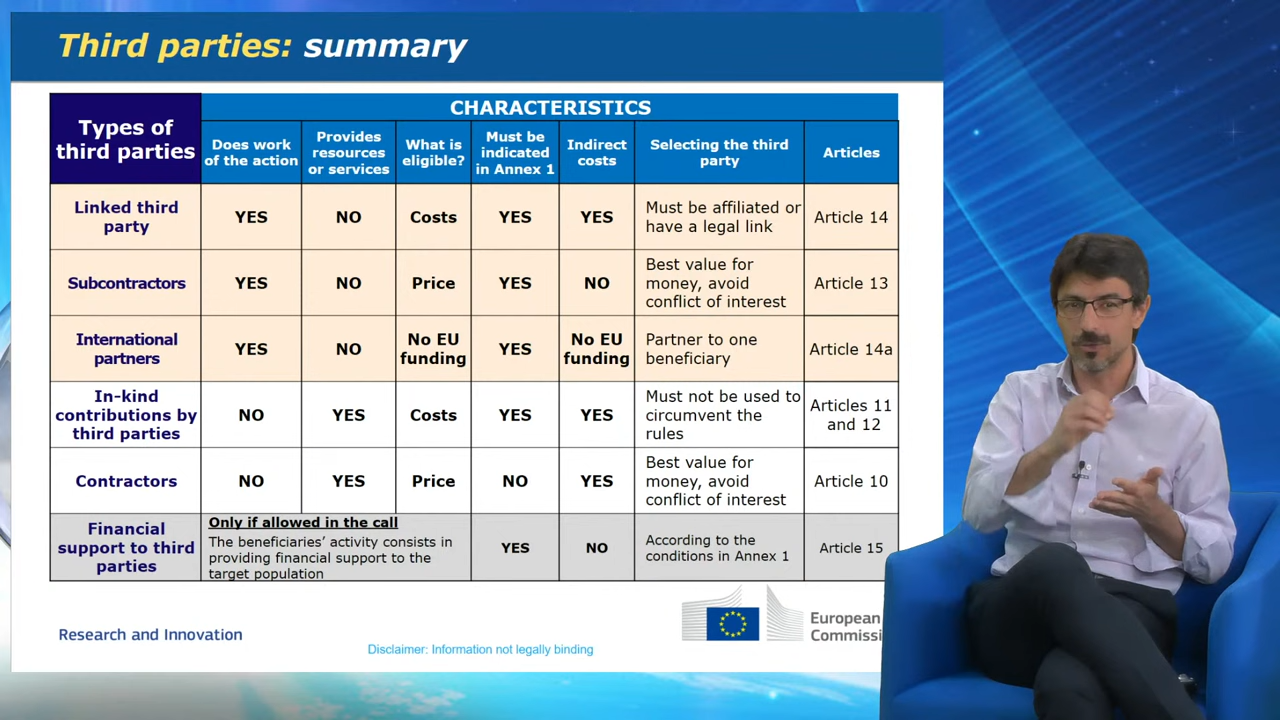 Third parties: summary
Types of
third parties
CHARACTERISTICS
Does work
of the action
Provides
resources
or services
What is
eligible?
Must be
indicated
in Annex 1
Indirect
costs
Selecting the third
party
Articles
Linked third
party
YES
NO
Costs
YES
YES
Must be affiliated or
have a legal link
Article 14
Subcontractors
YES
NO
Price
YES
NO
Best value for
money, avoid
conflict of interest
Article 13
International
partners
YES
NO
No EU
funding
YES
No EU
funding
Partner to one
beneficiary
Article 14a
In-kind
contributions by
third parties
NO
YES
Costs
YES
YES
Must not be used to
circumvent the
rules
Articles 11
and 12
Contractors
NO
YES
Price
NO
YES
Best value for
money, avoid
conflict of interest
Article 10
Financial
support to third
parties
Only if allowed in the call
The beneficiaries' activity consists in
providing financial support to the
target population
YES
NO
According to the
conditions in Annex 1
Article 15
Research and Innovation
European
Commissi
Disclaimer: Information not legally binding